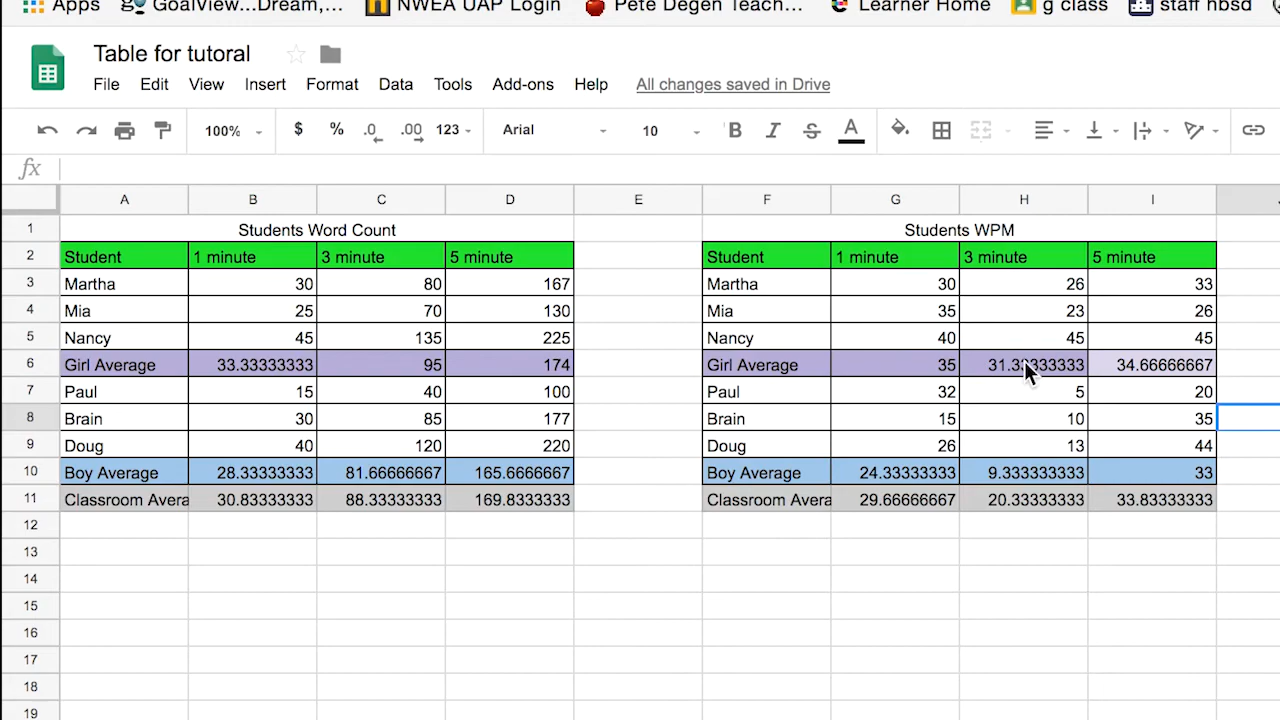 Apps GoalView...Dream,... NWEA UAP Login Pete Degen Teach... Learner Home g class staff hbsd
Table for tutoral
File Edit View Insert Format Data Tools Add-ons Help All changes saved in Drive
100% $ % .0 .00 123 Arial 10 B I S A
fx
A B C D E F G H I
1 Students Word Count Students WPM
2 Student 1 minute 3 minute 5 minute Student 1 minute 3 minute 5 minute
3 Martha 30 80 167 Martha 30 26 33
4 Mia 25 70 130 Mia 35 23 26
5 Nancy 45 135 225 Nancy 40 45 45
6 Girl Average 33.33333333 95 174 Girl Average 35 31.33333333 34.66666667
7 Paul 15 40 100 Paul 32 5 20
8 Brain 30 85 177 Brain 15 10 35
9 Doug 40 120 220 Doug 26 13 44
10 Boy Average 28.33333333 81.66666667 165.6666667 Boy Average 24.33333333 9.333333333 33
11 Classroom Avera 30.83333333 88.33333333 169.8333333 Classroom Avera 29.66666667 20.33333333 33.83333333
12
13
14
15
16
17
18
19